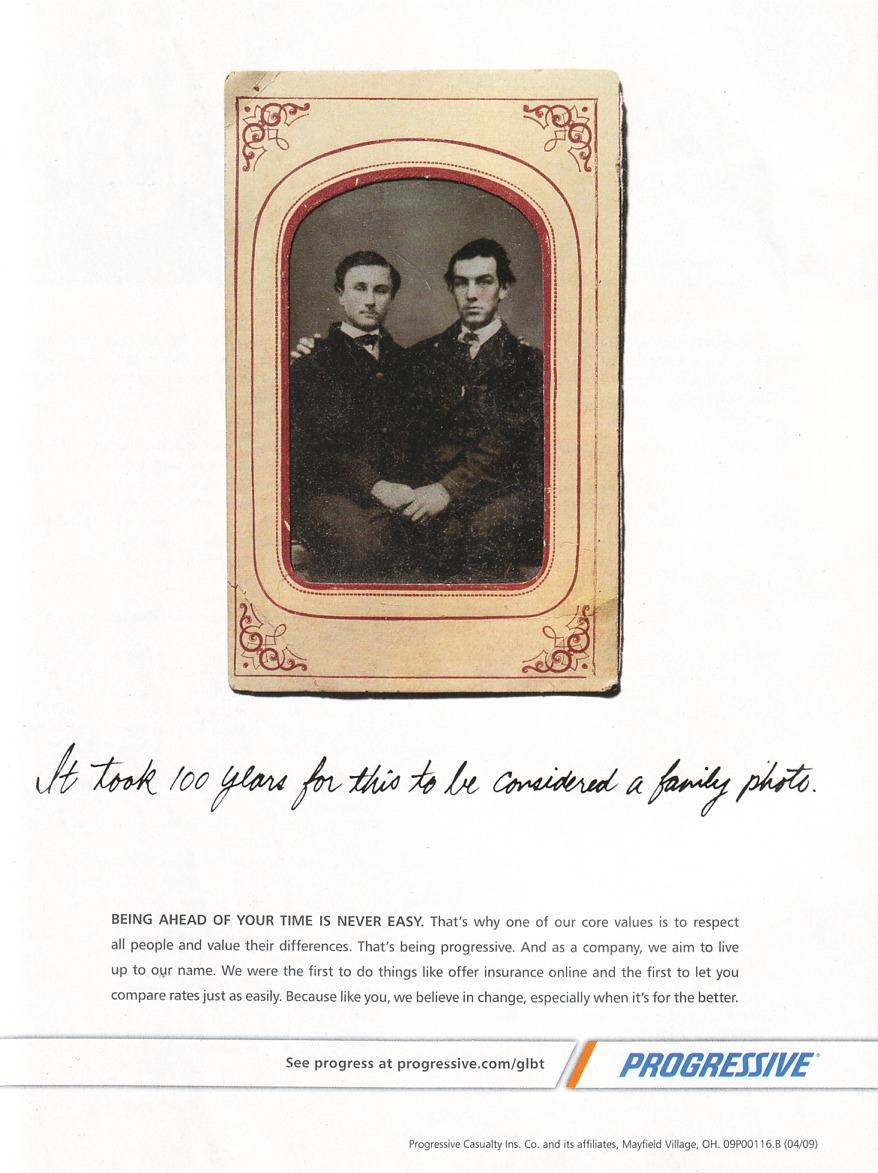 It took 100 years for this to be considered a family photo.
BEING AHEAD OF YOUR TIME IS NEVER EASY. That's why one of our core values is to respect
all people and value their differences. That's being progressive. And as a company, we aim to live
up to our name. We were the first to do things like offer insurance online and the first to let you
compare rates just as easily. Because like you, we believe in change, especially when it's for the better.
See progress at progressive.com/glbt
PROGRESSIVE®
Progressive Casualty Ins. Co. and its affiliates, Mayfield Village, OH. 09P00116.B (04/09)